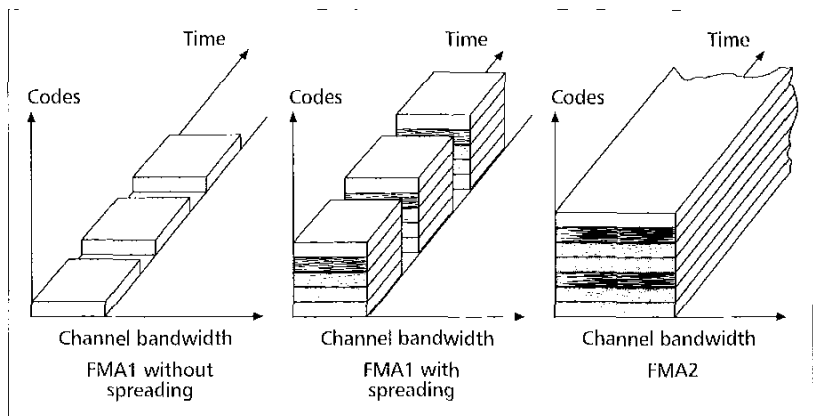 Time
Codes
Channel bandwidth
FMA1 without
spreading
Time
Codes
Channel bandwidth
FMA1 with
spreading
Time
Codes
Channel bandwidth
FMA2